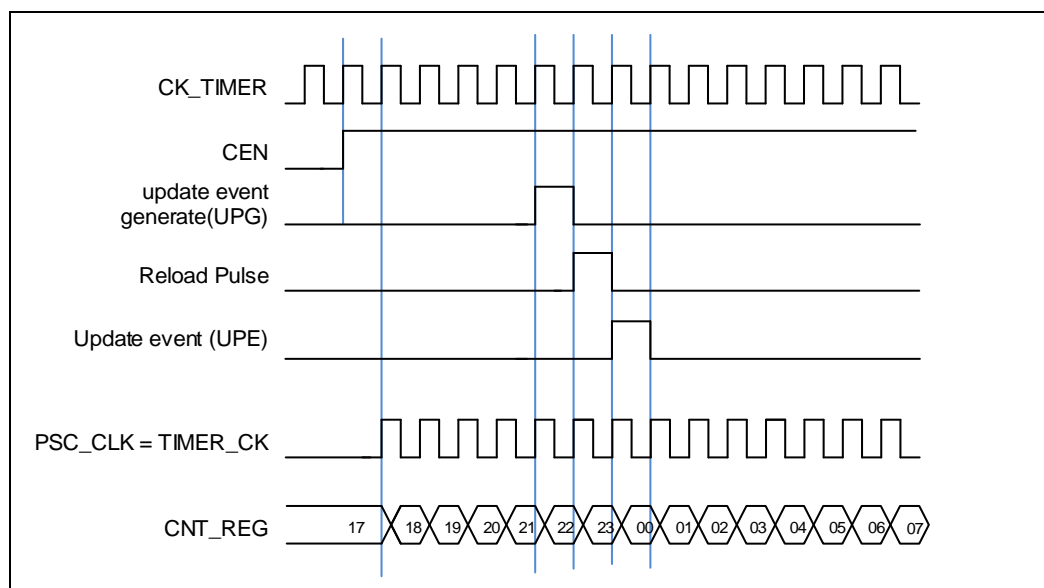 CK_TIMER
CEN
update event
generate(UPG)
Reload Pulse
Update event (UPE)
PSC_CLK = TIMER_CK
CNT_REG 17 18 19 20 21 22 23 00 01 02 03 04 05 06 07